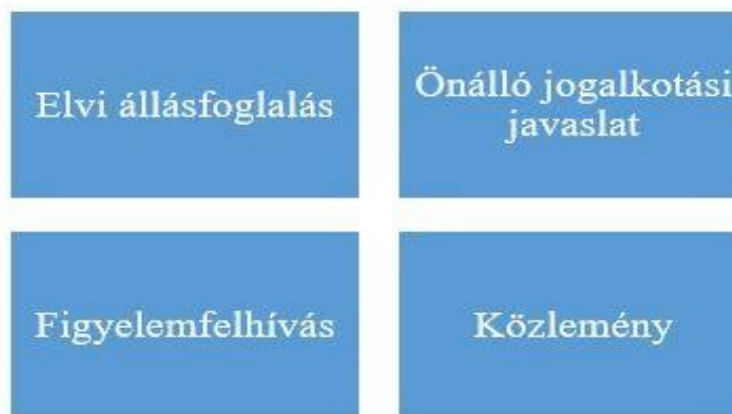 Elvi állásfoglalás
Önálló jogalkotási
javaslat
Figyelemfelhívás
Közlemény